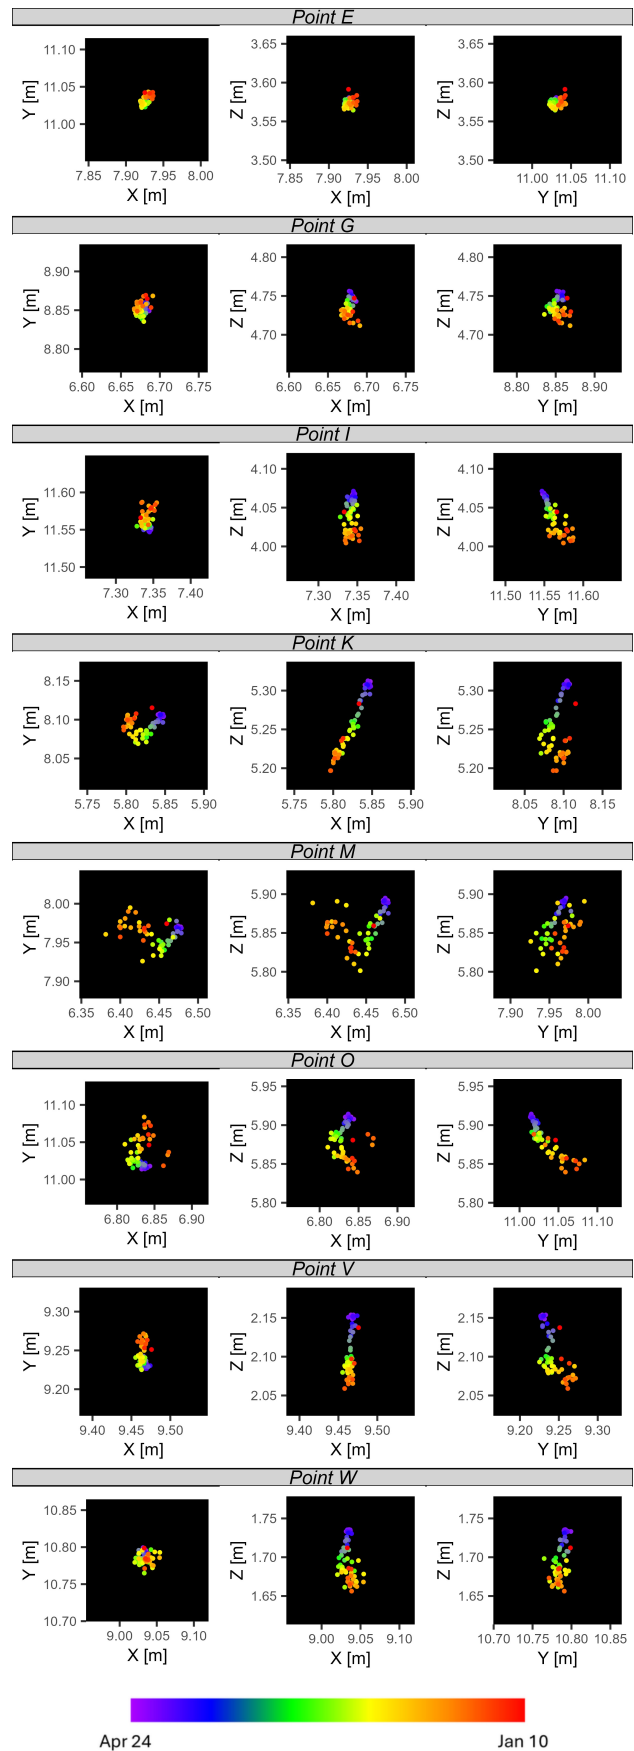 Point E
11.10 11.05 11.00 Y [m] 7.85 7.90 7.95 8.00 X [m]
3.65 3.60 3.55 3.50 Z [m] 7.85 7.90 7.95 8.00 X [m]
3.65 3.60 3.55 3.50 Z [m] 11.00 11.05 11.10 Y [m]
Point G
8.90 8.85 8.80 Y [m] 6.60 6.65 6.70 6.75 X [m]
4.80 4.75 4.70 Z [m] 6.60 6.65 6.70 6.75 X [m]
4.80 4.75 4.70 Z [m] 8.80 8.85 8.90 Y [m]
Point I
11.60 11.55 11.50 Y [m] 7.30 7.35 7.40 X [m]
4.10 4.05 4.00 Z [m] 7.30 7.35 7.40 X [m]
4.10 4.05 4.00 Z [m] 11.50 11.55 11.60 Y [m]
Point K
8.15 8.10 8.05 Y [m] 5.75 5.80 5.85 5.90 X [m]
5.30 5.25 5.20 Z [m] 5.75 5.80 5.85 5.90 X [m]
5.30 5.25 5.20 Z [m] 8.05 8.10 8.15 Y [m]
Point M
8.00 7.95 7.90 Y [m] 6.35 6.40 6.45 6.50 X [m]
5.90 5.85 5.80 Z [m] 6.35 6.40 6.45 6.50 X [m]
5.90 5.85 5.80 Z [m] 7.90 7.95 8.00 Y [m]
Point O
11.10 11.05 11.00 Y [m] 6.80 6.85 6.90 X [m]
5.95 5.90 5.85 5.80 Z [m] 6.80 6.85 6.90 X [m]
5.95 5.90 5.85 5.80 Z [m] 11.00 11.05 11.10 Y [m]
Point V
9.30 9.25 9.20 Y [m] 9.40 9.45 9.50 X [m]
2.15 2.10 2.05 Z [m] 9.40 9.45 9.50 X [m]
2.15 2.10 2.05 Z [m] 9.20 9.25 9.30 Y [m]
Point W
10.85 10.80 10.75 10.70 Y [m] 9.00 9.05 9.10 X [m]
1.75 1.70 1.65 Z [m] 9.00 9.05 9.10 X [m]
1.75 1.70 1.65 Z [m] 10.70 10.75 10.80 10.85 Y [m]
Apr 24 Jan 10